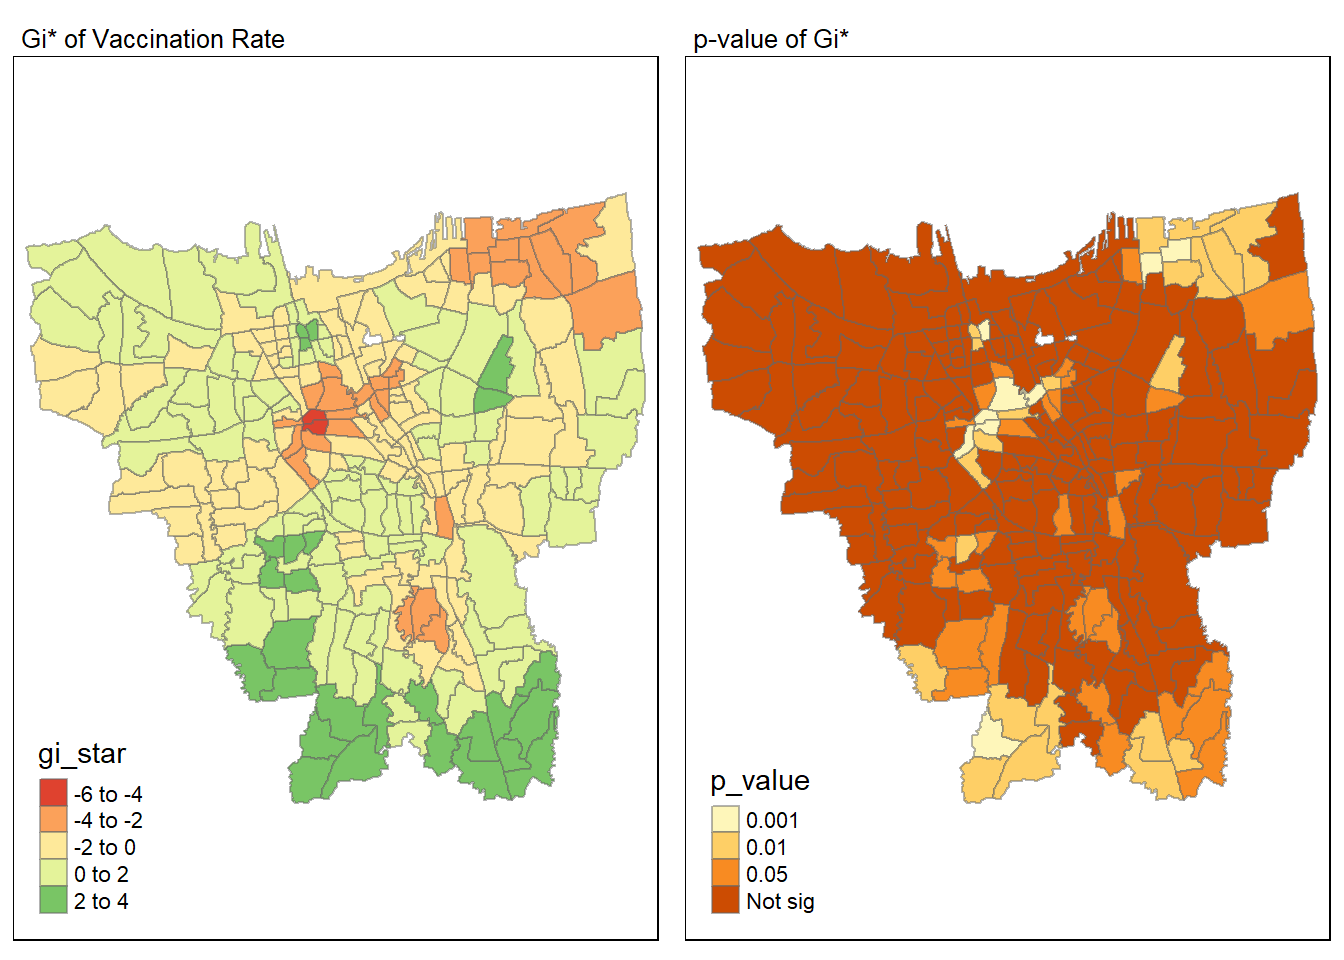 Gi* of Vaccination Rate
gi_star
-6 to -4
-4 to -2
-2 to 0
0 to 2
2 to 4
p-value of Gi*
p_value
0.001
0.01
0.05
Not sig